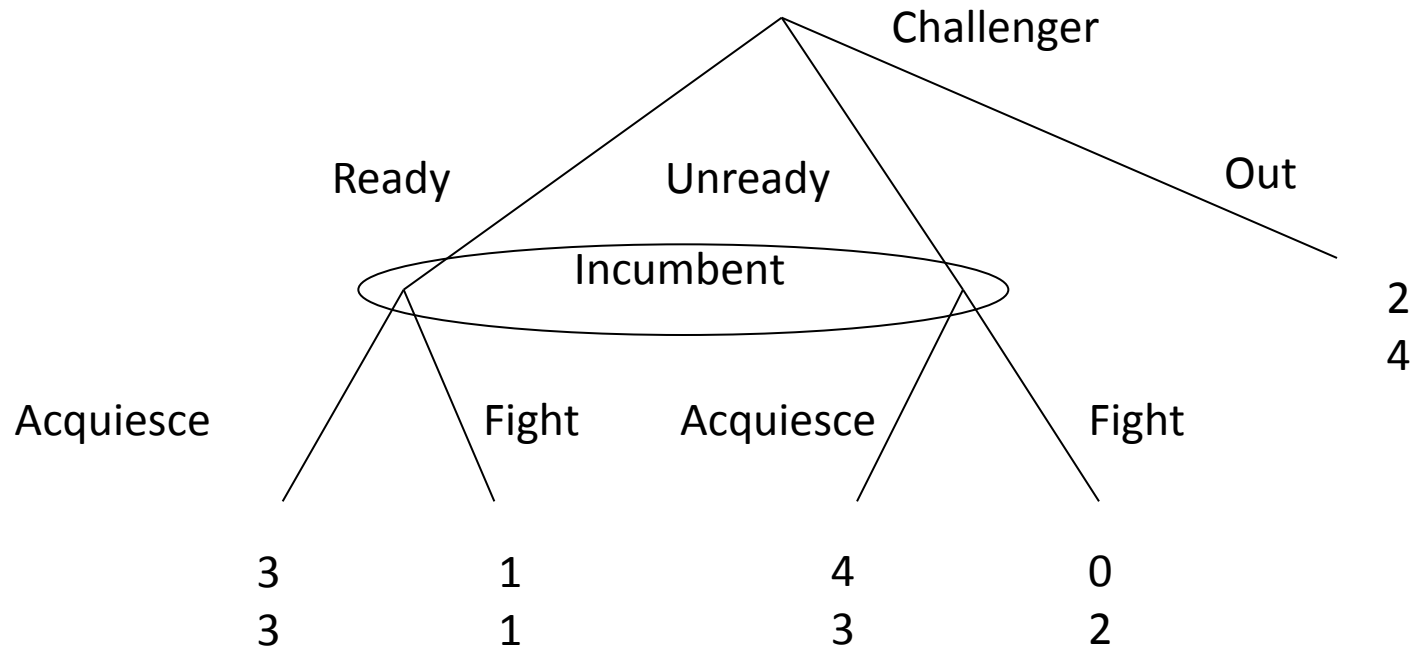 Challenger
Ready
Unready
Out
Incumbent
2
4
Acquiesce
Fight
Acquiesce
Fight
3
1
4
0
3
1
3
2